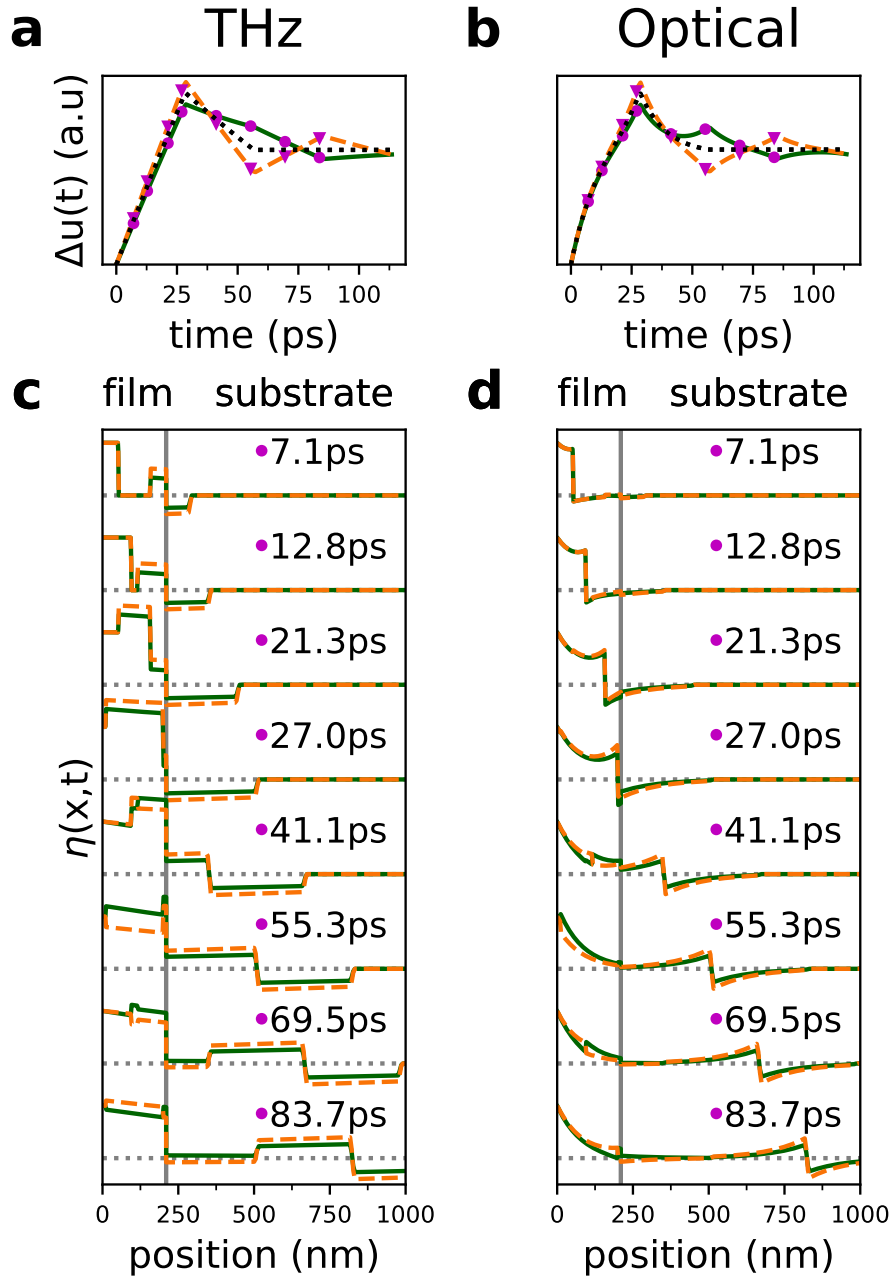 a THz
b Optical
Δu(t) (a.u)
0 25 50 75 100
time (ps)
0 25 50 75 100
time (ps)
c film substrate
η(x,t)
7.1ps
12.8ps
21.3ps
27.0ps
41.1ps
55.3ps
69.5ps
83.7ps
0 250 500 750 1000
position (nm)
d film substrate
7.1ps
12.8ps
21.3ps
27.0ps
41.1ps
55.3ps
69.5ps
83.7ps
0 250 500 750 1000
position (nm)